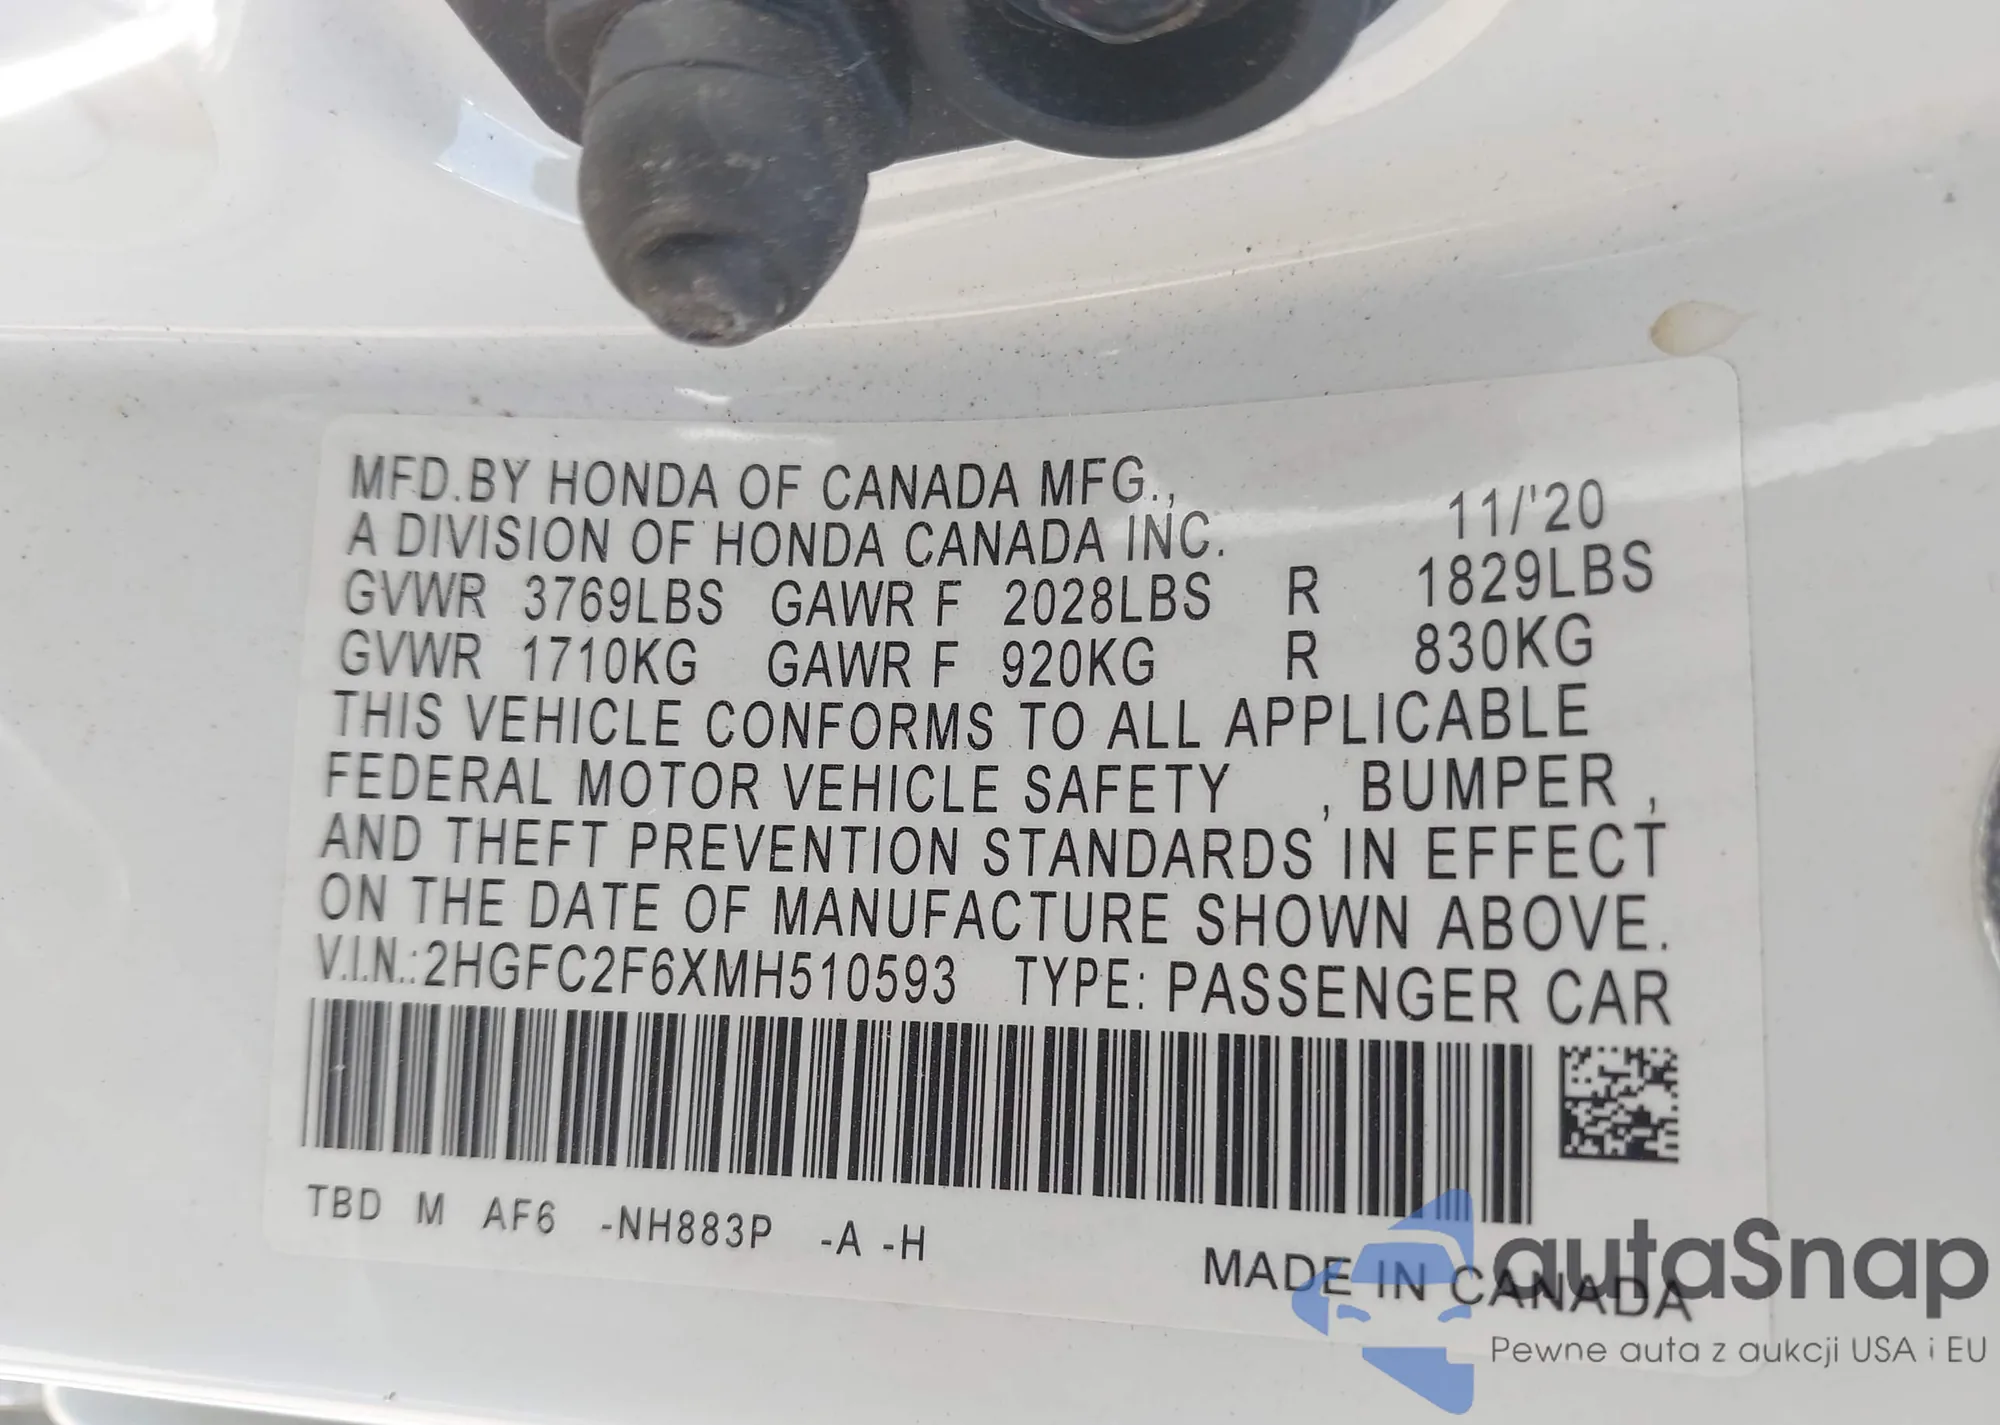 MFD.BY HONDA OF CANADA MFG.,
A DIVISION OF HONDA CANADA INC. 11/'20
GVWR 3769LBS GAWR F 2028LBS R 1829LBS
GVWR 1710KG GAWR F 920KG R 830KG
THIS VEHICLE CONFORMS TO ALL APPLICABLE
FEDERAL MOTOR VEHICLE SAFETY , BUMPER ,
AND THEFT PREVENTION STANDARDS IN EFFECT
ON THE DATE OF MANUFACTURE SHOWN ABOVE.
V.I.N.:2HGFC2F6XMH510593 TYPE: PASSENGER CAR
TBD M AF6 -NH883P -A -H
MADE IN CANADA
autaSnap
Pewne auta z aukcji USA i EU